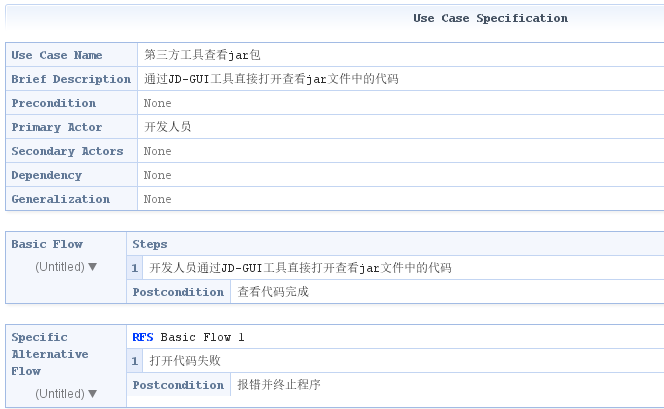 Use Case Specification
Use Case Name 第三方工具查看jar包
Brief Description 通过JD-GUI工具直接打开查看jar文件中的代码
Precondition None
Primary Actor 开发人员
Secondary Actors None
Dependency None
Generalization None
Basic Flow Steps
(Untitled) ▼
1 开发人员通过JD-GUI工具直接打开查看jar文件中的代码
Postcondition 查看代码完成
Specific
Alternative
Flow
(Untitled) ▼
RFS Basic Flow 1
1 打开代码失败
Postcondition 报错并终止程序